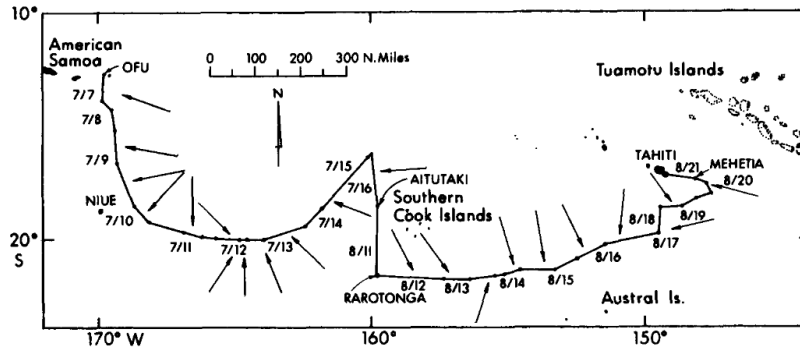 10°
American
Samoa
OFU
0 100 200 300 N. Miles
N
Tuamotu Islands
7/7
7/8
7/9
NIUE
7/10
7/11
7/12
7/13
7/14
7/15
7/16
AITUTAKI
Southern
Cook Islands
8/11
RAROTONGA
8/12
8/13
8/14
8/15
8/16
8/17
8/18
8/19
8/20
8/21
TAHITI
MEHETIA
20°
S
Austral Is.
170° W
160°
150°